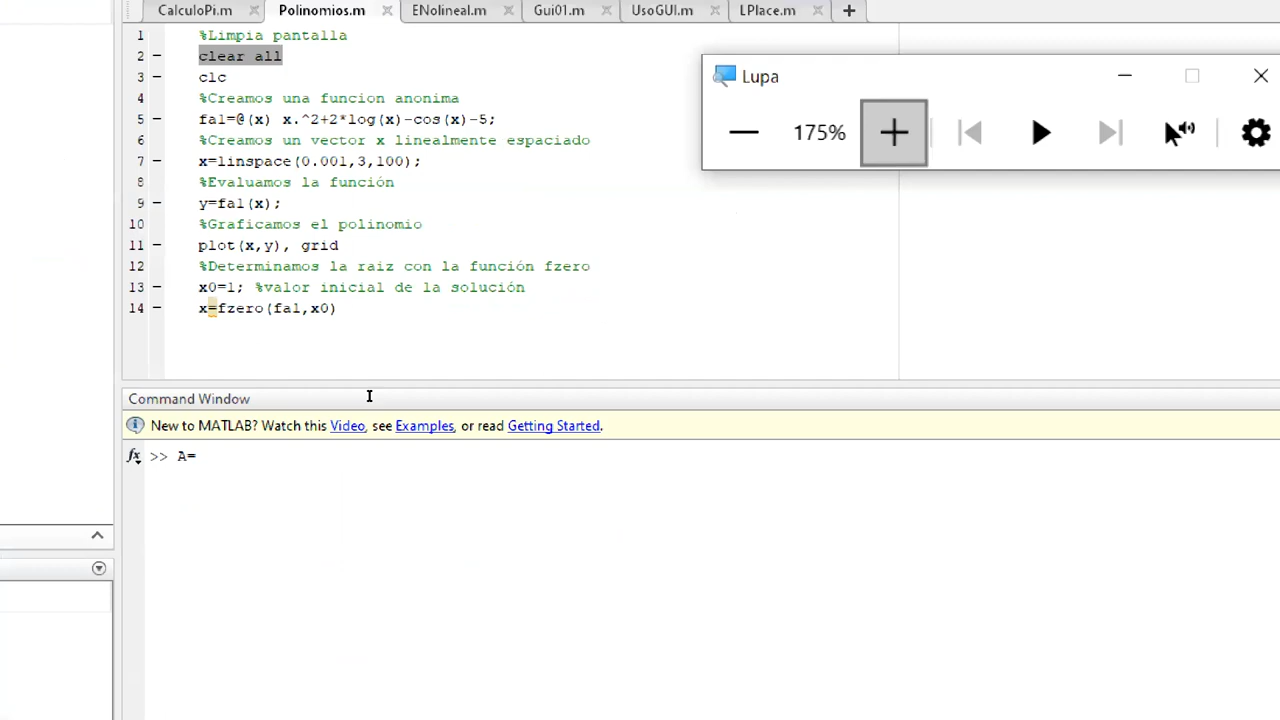 CalculoPi.m Polinomios.m ENolineal.m Gui01.m UsoGUI.m LPlace.m
1 %Limpia pantalla
2 clear all
3 clc
4 %Creamos una funcion anonima
5 fa1=@(x) x.^2+2*log(x)-cos(x)-5;
6 %Creamos un vector x linealmente espaciado
7 x=linspace(0.001,3,100);
8 %Evaluamos la función
9 y=fa1(x);
10 %Graficamos el polinomio
11 plot(x,y), grid
12 %Determinamos la raiz con la función fzero
13 x0=1; %valor inicial de la solución
14 x=fzero(fa1,x0)
Lupa
175%
Command Window
New to MATLAB? Watch this Video, see Examples, or read Getting Started.
fx >> A=